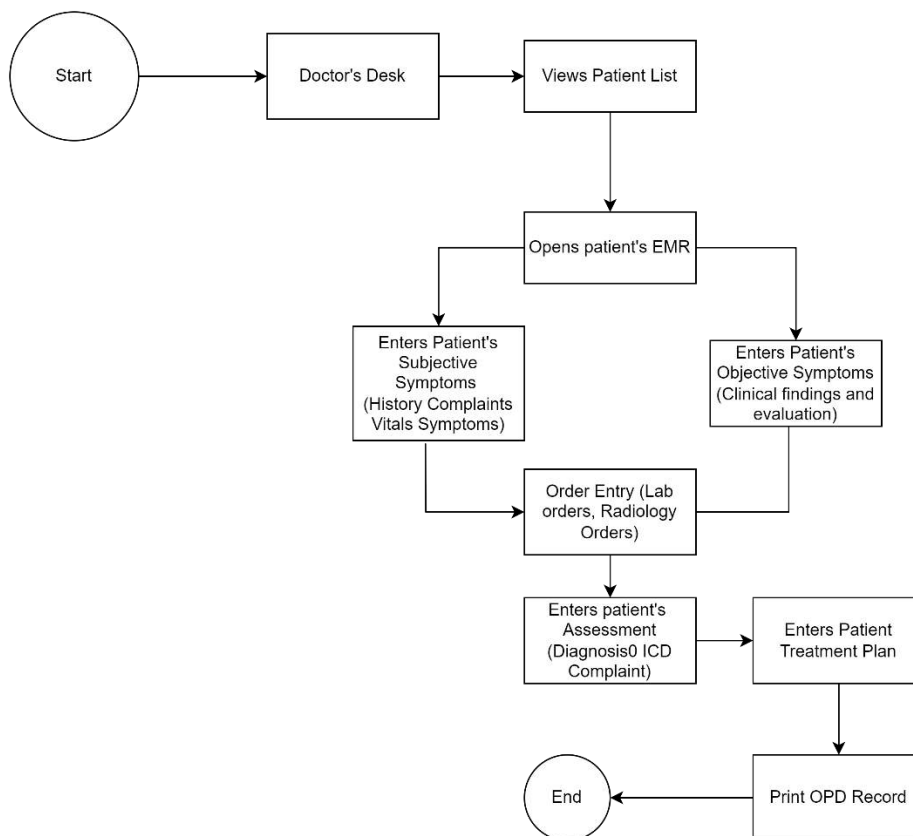 Start
Doctor's Desk
Views Patient List
Opens patient's EMR
Enters Patient's
Subjective
Symptoms
(History Complaints
Vitals Symptoms)
Enters Patient's
Objective Symptoms
(Clinical findings and
evaluation)
Order Entry (Lab
orders, Radiology
Orders)
Enters patient's
Assessment
(Diagnosis0 ICD
Complaint)
Enters Patient
Treatment Plan
End
Print OPD Record